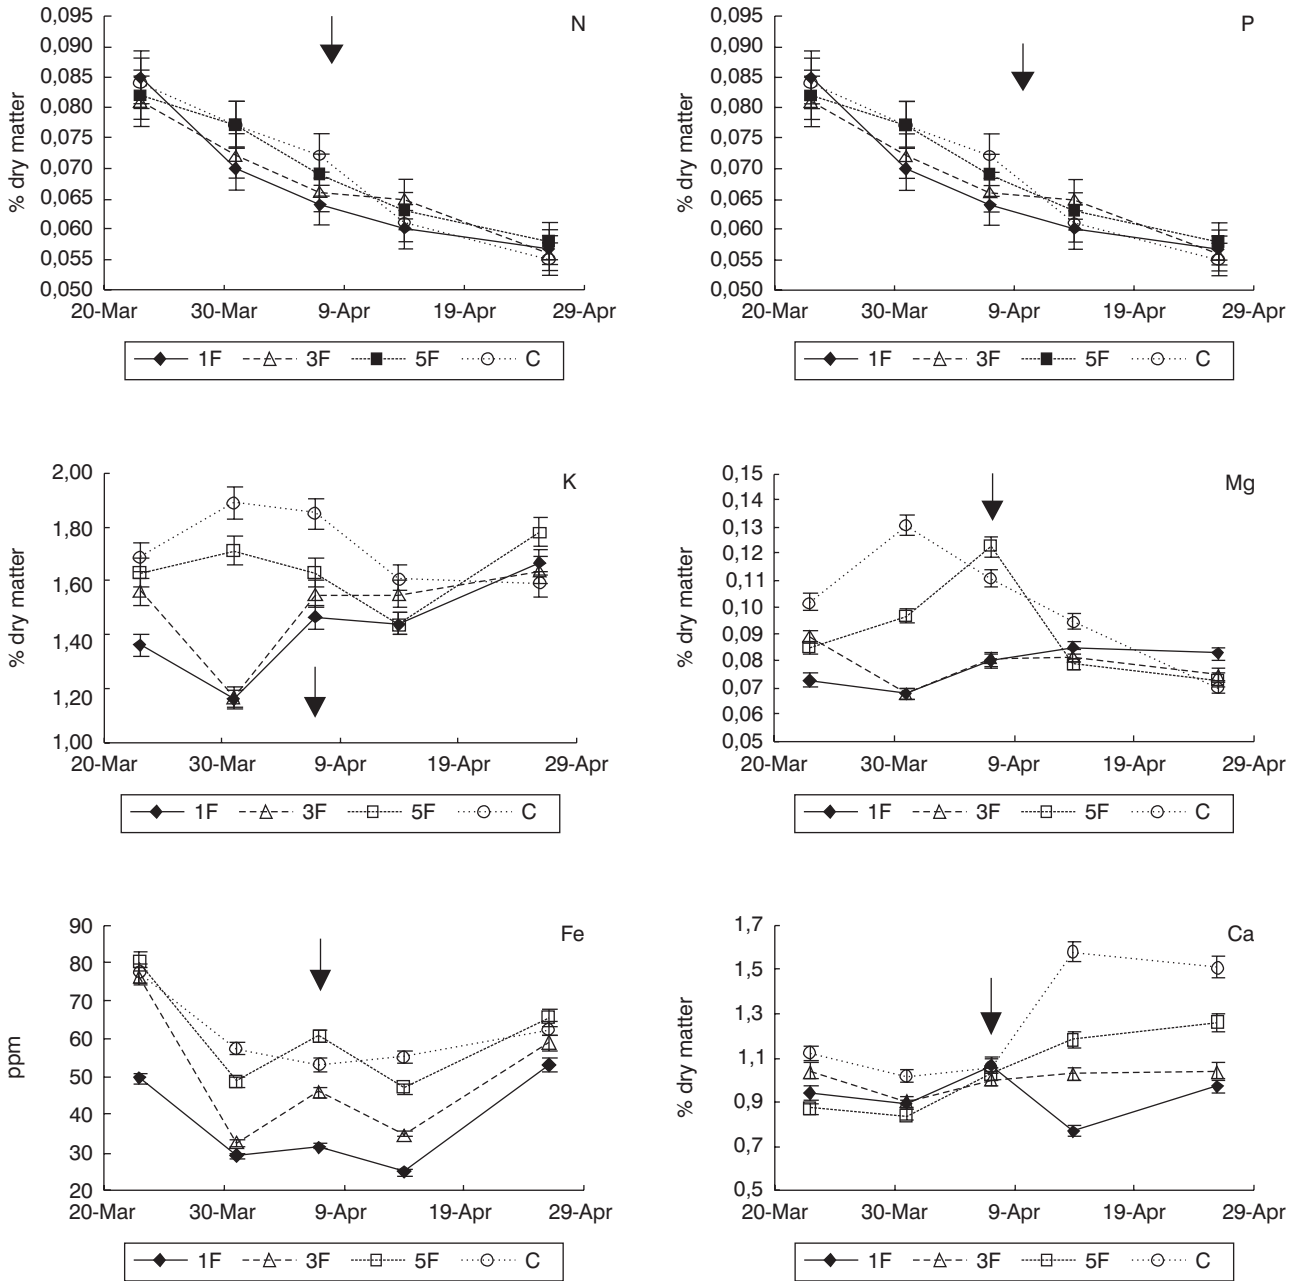 N
0,095
0,090
0,085
0,080
0,075
0,070
0,065
0,060
0,055
0,050
% dry matter
20-Mar 30-Mar 9-Apr 19-Apr 29-Apr
1F 3F 5F C
P
0,095
0,090
0,085
0,080
0,075
0,070
0,065
0,060
0,055
0,050
% dry matter
20-Mar 30-Mar 9-Apr 19-Apr 29-Apr
1F 3F 5F C
K
2,00
1,80
1,60
1,40
1,20
1,00
% dry matter
20-Mar 30-Mar 9-Apr 19-Apr 29-Apr
1F 3F 5F C
Mg
0,15
0,14
0,13
0,12
0,11
0,10
0,09
0,08
0,07
0,06
0,05
% dry matter
20-Mar 30-Mar 9-Apr 19-Apr 29-Apr
1F 3F 5F C
Fe
90
80
70
60
50
40
30
20
ppm
20-Mar 30-Mar 9-Apr 19-Apr 29-Apr
1F 3F 5F C
Ca
1,7
1,5
1,3
1,1
0,9
0,7
0,5
% dry matter
20-Mar 30-Mar 9-Apr 19-Apr 29-Apr
1F 3F 5F C